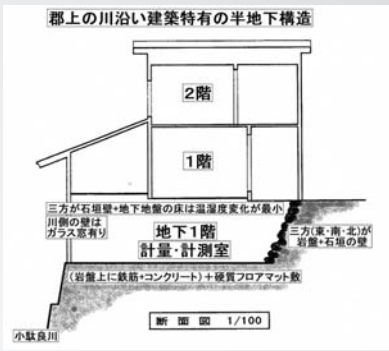 郡上の川沿い建築特有の半地下構造
2階
1階
三方が石垣壁+地下地盤の床は温湿度変化が最小
川側の壁は
ガラス窓有り
地下1階
計量・計測室
三方(東・南・北)が
岩盤+石垣の壁
(岩盤上に鉄筋+コンクリート)+硬質フロアマット敷
小駄良川
断面図 1/100